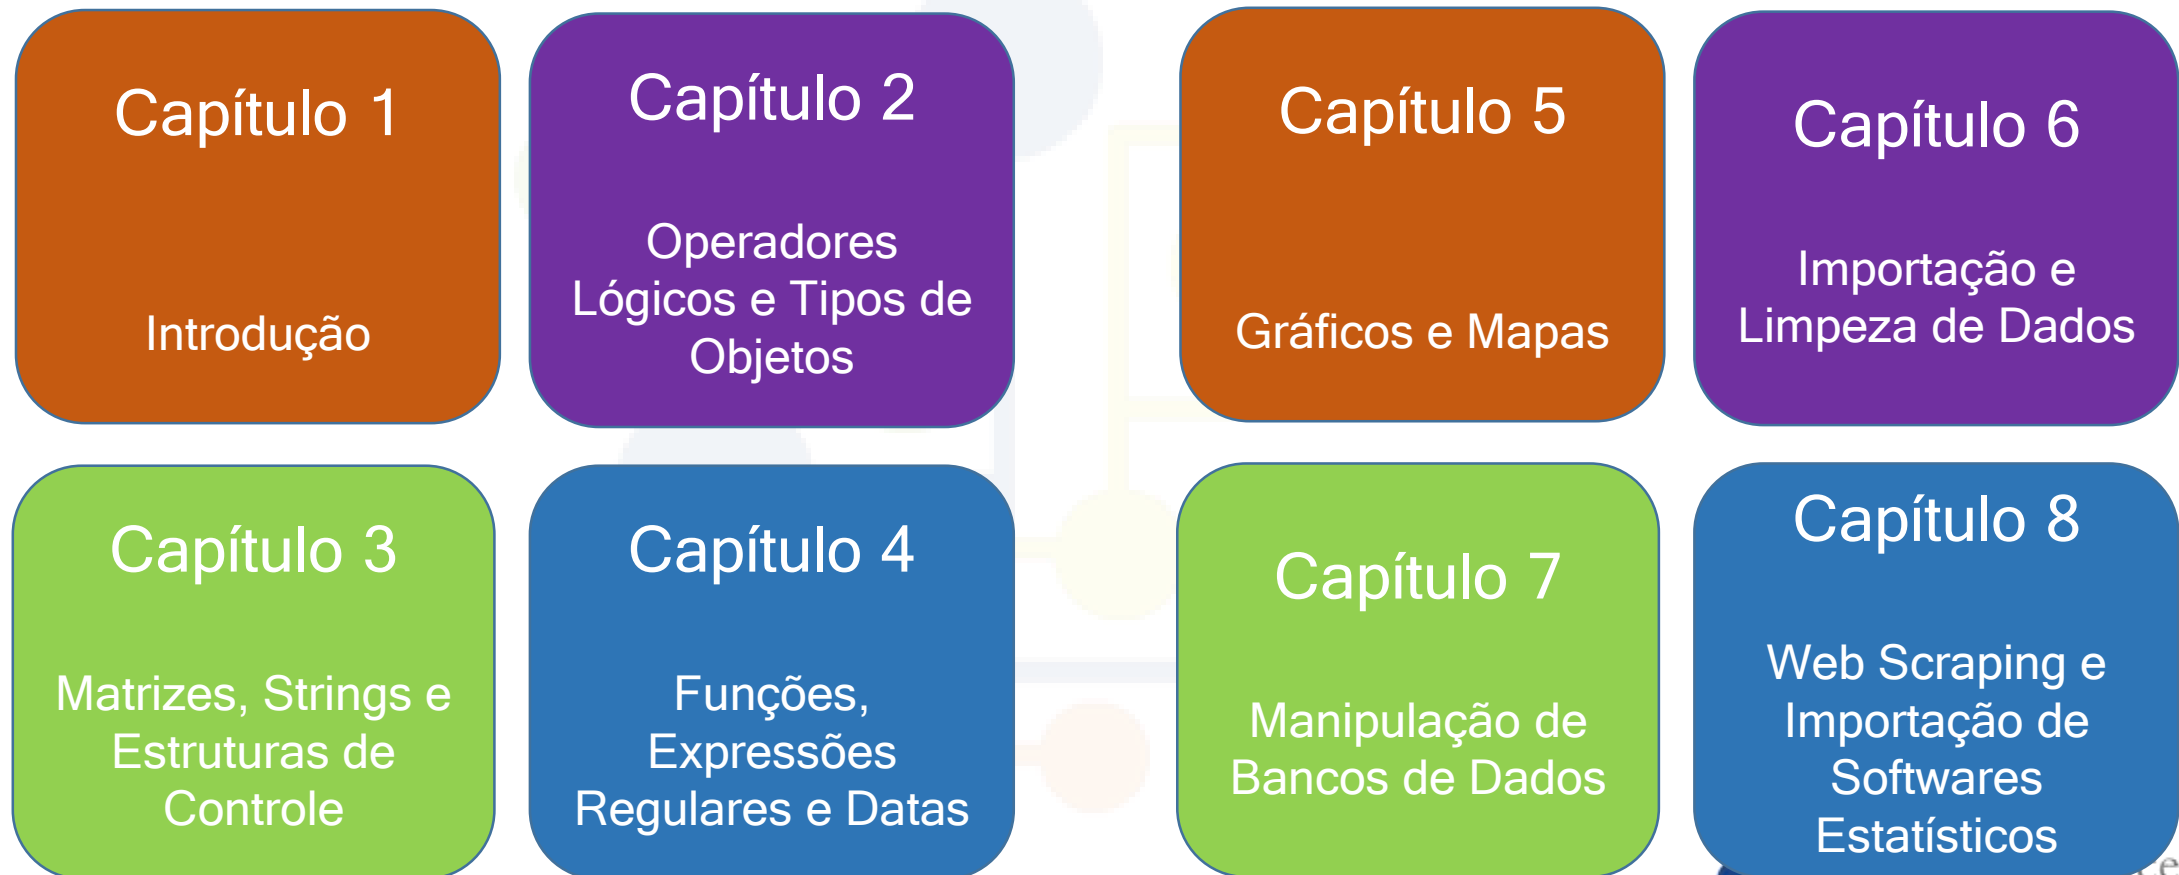 Capítulo 1
Introdução
Capítulo 2
Operadores
Lógicos e Tipos de
Objetos
Capítulo 3
Matrizes, Strings e
Estruturas de
Controle
Capítulo 4
Funções,
Expressões
Regulares e Datas
Capítulo 5
Gráficos e Mapas
Capítulo 6
Importação e
Limpeza de Dados
Capítulo 7
Manipulação de
Bancos de Dados
Capítulo 8
Web Scraping e
Importação de
Softwares
Estatísticos